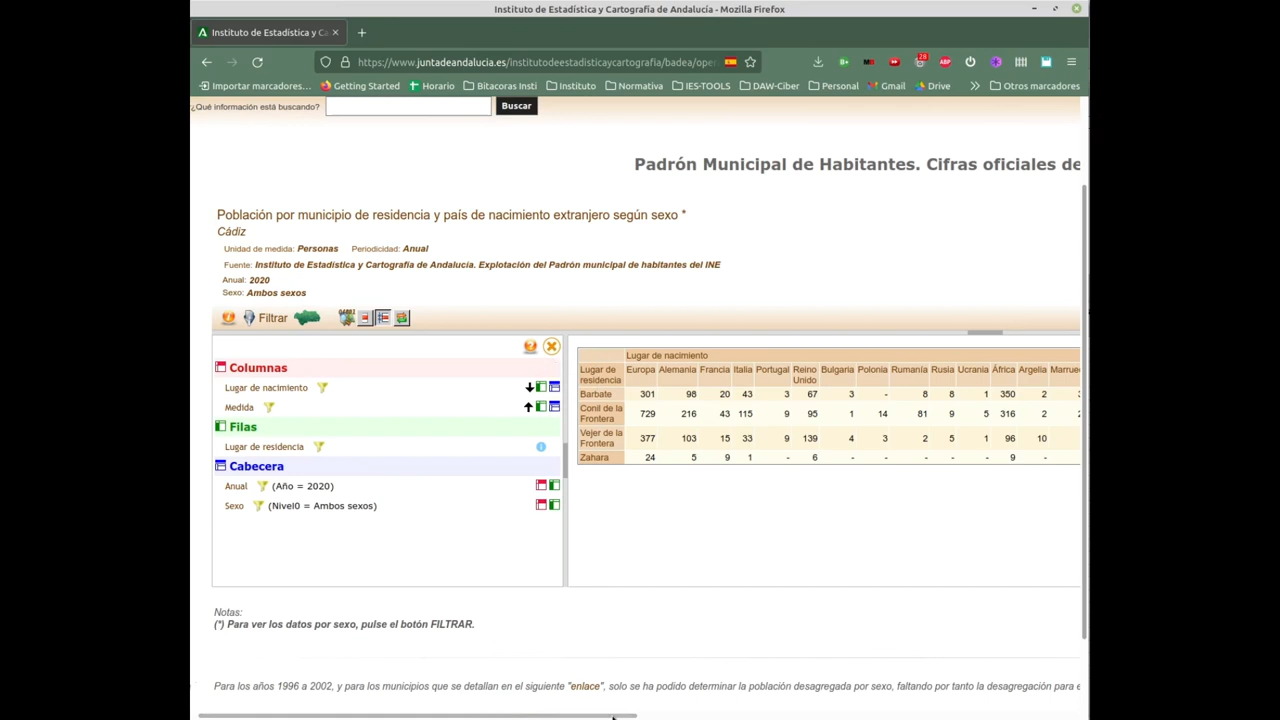 Instituto de Estadística y Cartografía de Andalucía - Mozilla Firefox
Instituto de Estadística y Ca
https://www.juntadeandalucia.es/institutodeestadisticaycartografia/badea/ope
28
Importar marcadores... Getting Started Horario Bitacoras Insti Instituto Normativa IES-TOOLS DAW-Ciber Personal Gmail Drive Otros marcadores
¿Qué información está buscando? Buscar
Padrón Municipal de Habitantes. Cifras oficiales de
Población por municipio de residencia y país de nacimiento extranjero según sexo *
Cádiz
Unidad de medida: Personas Periodicidad: Anual
Fuente: Instituto de Estadística y Cartografía de Andalucía. Explotación del Padrón municipal de habitantes del INE
Anual: 2020
Sexo: Ambos sexos
Filtrar
Columnas
Lugar de nacimiento
Medida
Filas
Lugar de residencia
Cabecera
Anual (Año = 2020)
Sexo (Nivel0 = Ambos sexos)
Lugar de nacimiento
Lugar de residencia Europa Alemania Francia Italia Portugal Reino Unido Bulgaria Polonia Rumanía Rusia Ucrania África Argelia Marrue
Barbate 301 98 20 43 3 67 3 - 8 8 1 350 2
Conil de la Frontera 729 216 43 115 9 95 1 14 81 9 5 316 2
Vejer de la Frontera 377 103 15 33 9 139 4 3 2 5 1 96 10
Zahara 24 5 9 1 - 6 - - - - - 9 -
Notas:
(*) Para ver los datos por sexo, pulse el botón FILTRAR.
Para los años 1996 a 2002, y para los municipios que se detallan en el siguiente "enlace", solo se ha podido determinar la población desagregada por sexo, faltando por tanto la desagregación para e